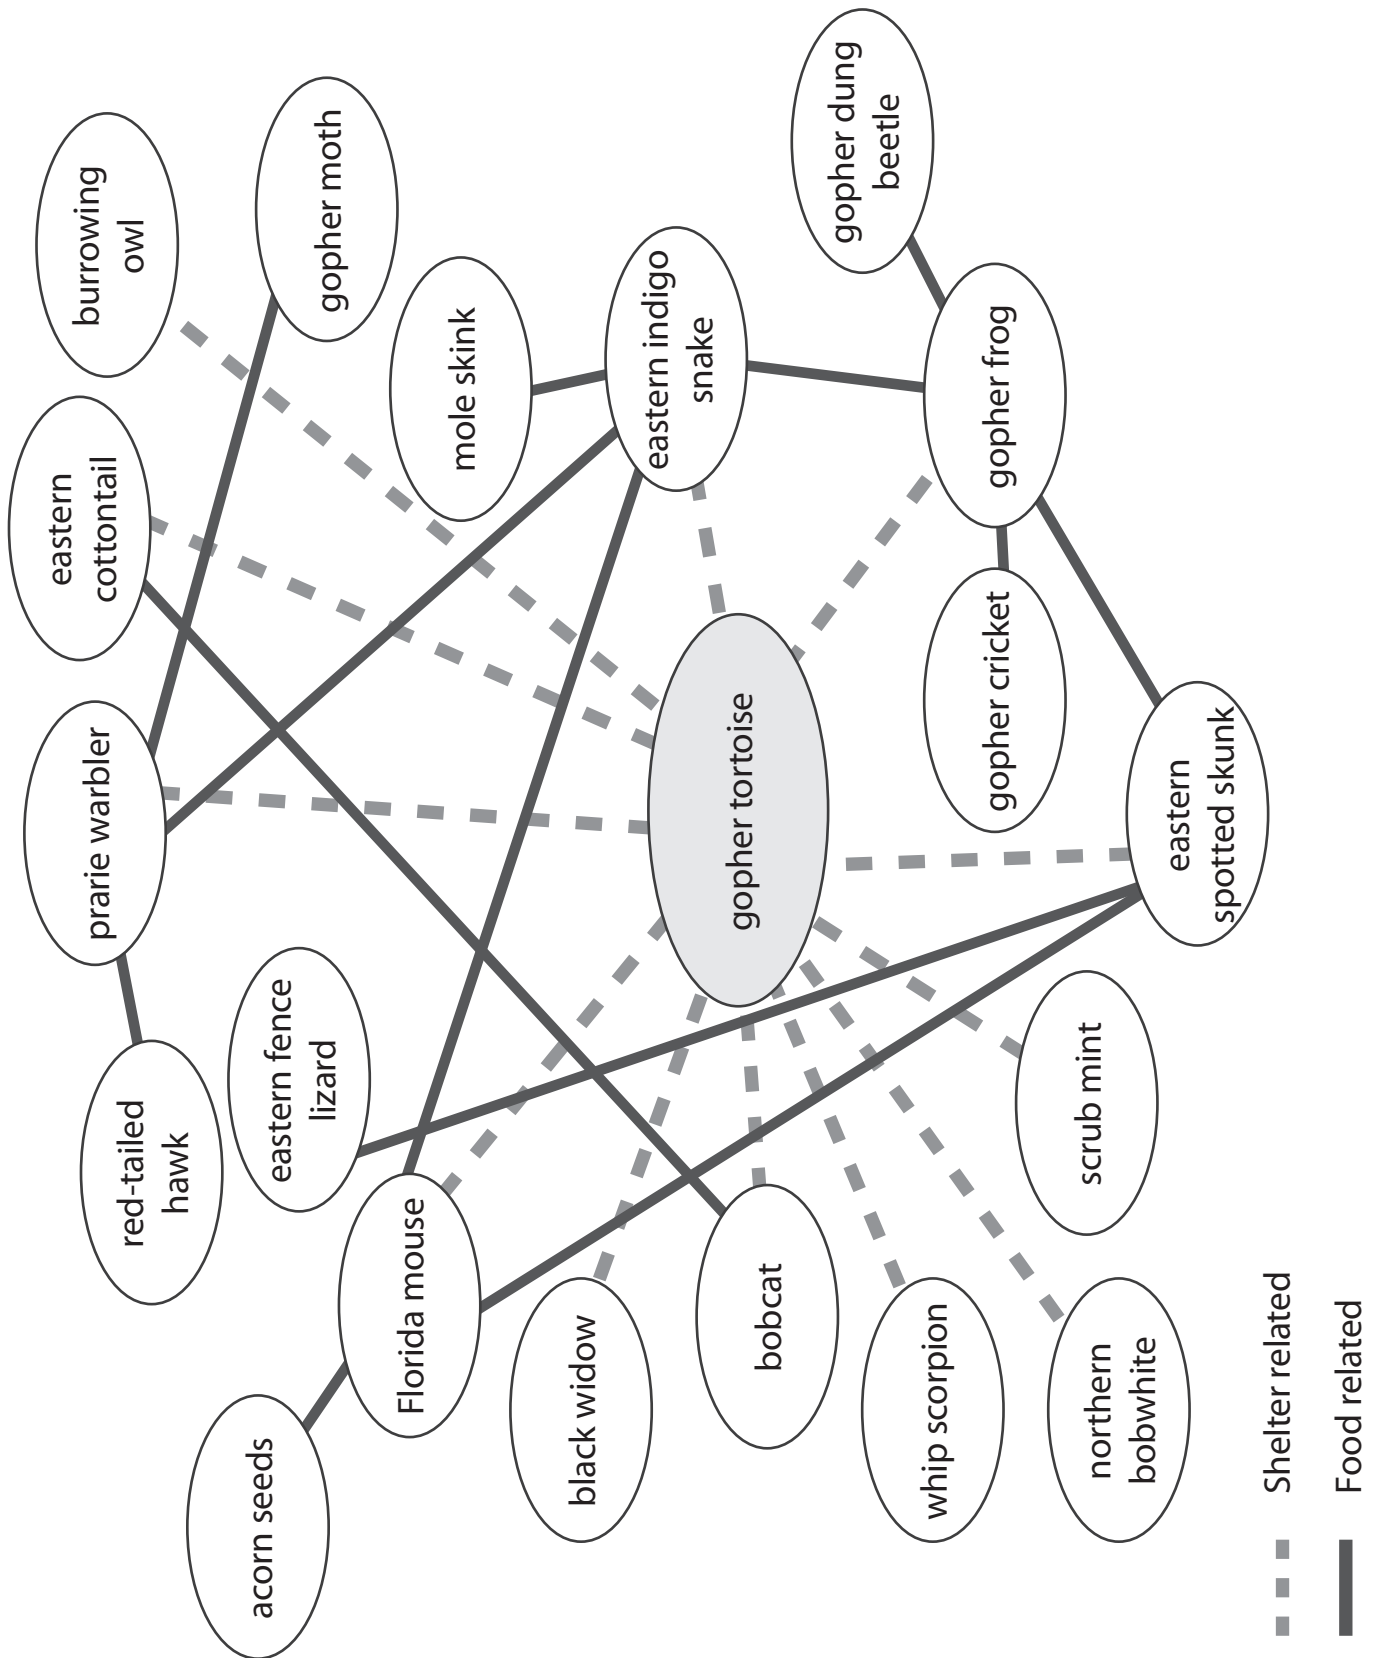 acorn seeds
red-tailed
hawk
prarie warbler
eastern
cottontail
burrowing
owl
eastern fence
lizard
gopher moth
Florida mouse
mole skink
black widow
eastern indigo
snake
bobcat
gopher tortoise
gopher dung
beetle
whip scorpion
gopher cricket
gopher frog
northern
bobwhite
scrub mint
eastern
spotted skunk
Shelter related
Food related